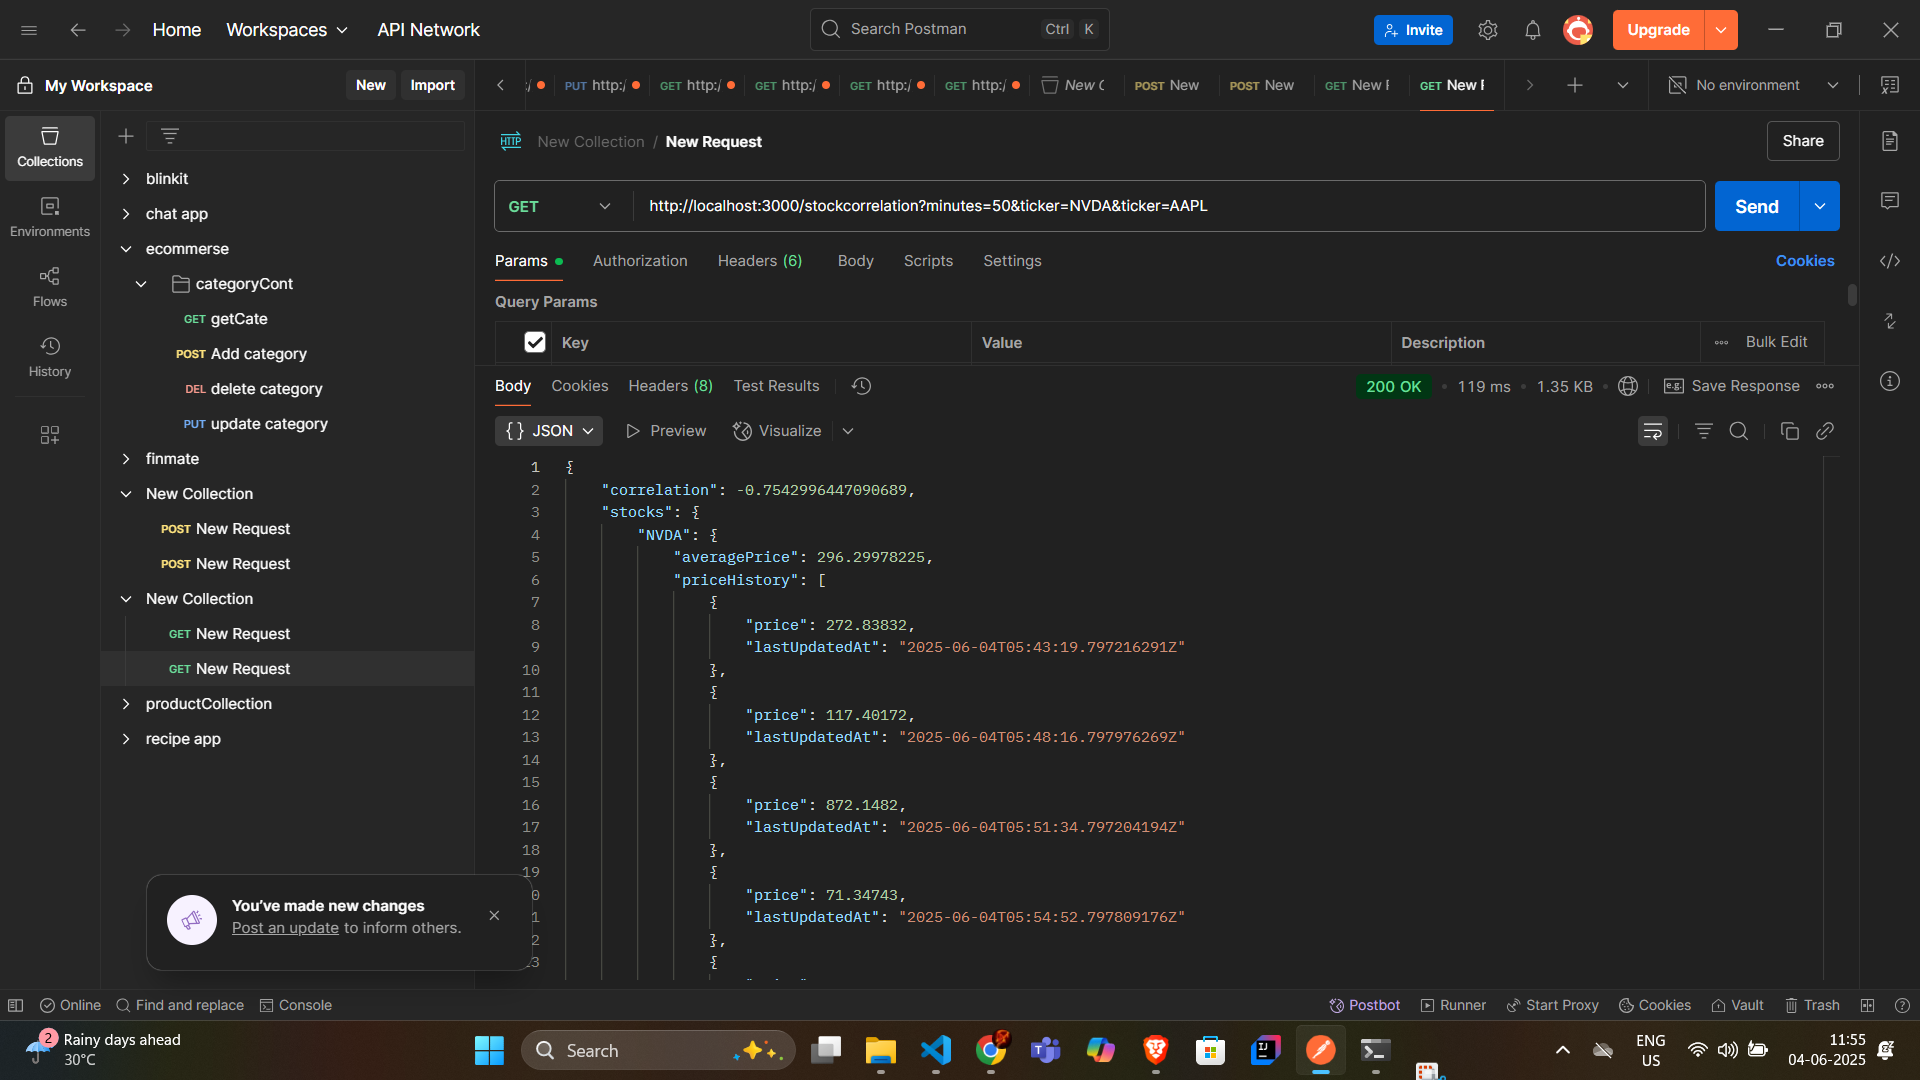 Home
Workspaces
API Network
Search Postman
Ctrl K
Invite
Upgrade
My Workspace
New
Import
PUT http:/
GET http:/
GET http:/
GET http:/
GET http:/
New C
POST New
POST New
GET New F
GET New F
No environment
Collections
Environments
Flows
History
blinkit
chat app
ecommerse
categoryCont
GET getCate
POST Add category
DEL delete category
PUT update category
finmate
New Collection
POST New Request
POST New Request
New Collection
GET New Request
GET New Request
productCollection
recipe app
HTTP New Collection / New Request
Share
GET
http://localhost:3000/stockcorrelation?minutes=50&ticker=NVDA&ticker=AAPL
Send
Params
Authorization
Headers (6)
Body
Scripts
Settings
Cookies
Query Params
Key
Value
Description
Bulk Edit
Body
Cookies
Headers (8)
Test Results
200 OK
119 ms
1.35 KB
e.g.
Save Response
{} JSON
Preview
Visualize
1 {
2 "correlation": -0.7542996447090689,
3 "stocks": {
4 "NVDA": {
5 "averagePrice": 296.29978225,
6 "priceHistory": [
7 {
8 "price": 272.83832,
9 "lastUpdatedAt": "2025-06-04T05:43:19.797216291Z"
10 },
11 {
12 "price": 117.40172,
13 "lastUpdatedAt": "2025-06-04T05:48:16.797976269Z"
14 },
15 {
16 "price": 872.1482,
17 "lastUpdatedAt": "2025-06-04T05:51:34.797204194Z"
18 },
19 {
0 "price": 71.34743,
1 "lastUpdatedAt": "2025-06-04T05:54:52.797809176Z"
2 },
3 {
You've made new changes
Post an update to inform others.
Online
Find and replace
Console
Postbot
Runner
Start Proxy
Cookies
Vault
Trash
2
Rainy days ahead
30°C
Search
ENG
US
11:55
04-06-2025